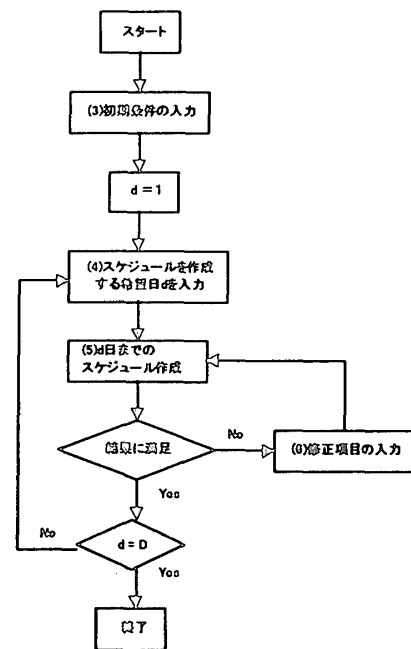 スタート
(3)初期条件の入力
d = 1
(4)スケジュールを作成
する希望日dを入力
(5)d日までの
スケジュール作成
結果に満足
No
(6)修正項目の入力
Yes
No
d = D
Yes
終了